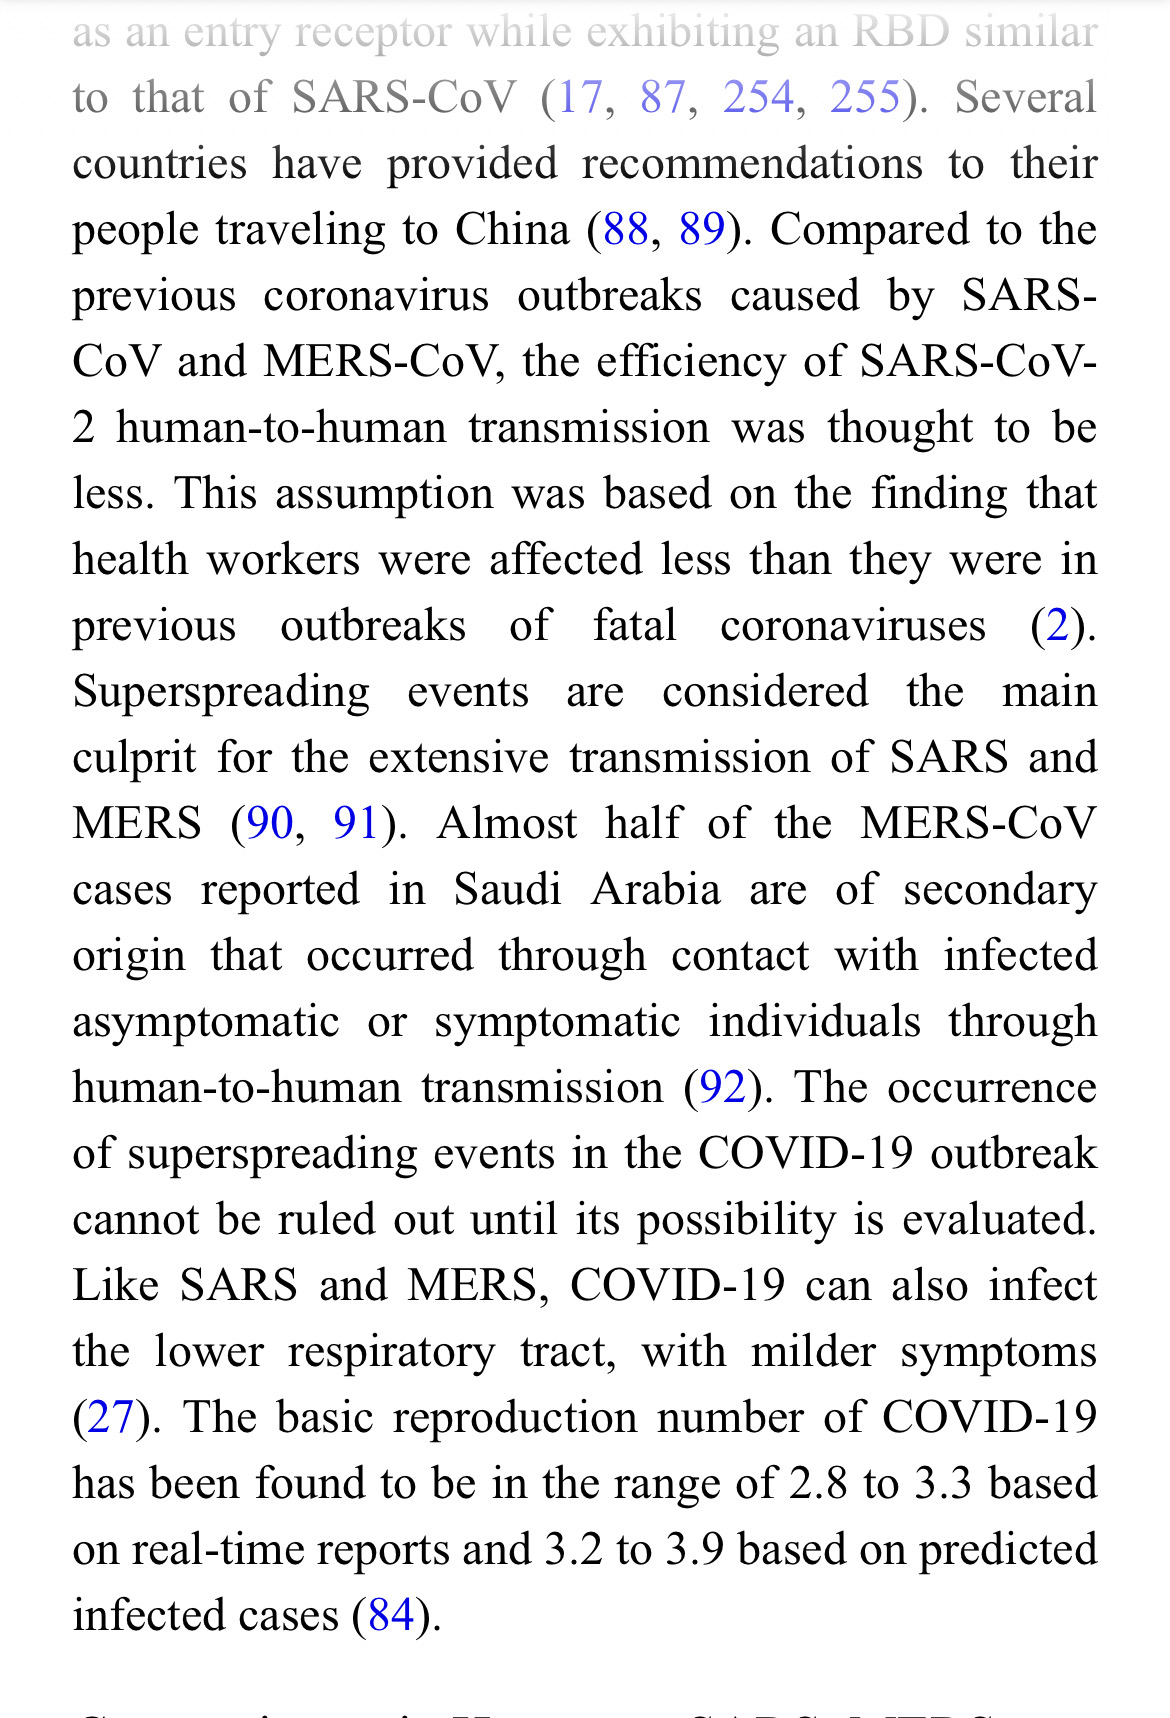 as an entry receptor while exhibiting an RBD similar
to that of SARS-CoV (17, 87, 254, 255). Several
countries have provided recommendations to their
people traveling to China (88, 89). Compared to the
previous coronavirus outbreaks caused by SARS-
CoV and MERS-CoV, the efficiency of SARS-CoV-
2 human-to-human transmission was thought to be
less. This assumption was based on the finding that
health workers were affected less than they were in
previous outbreaks of fatal coronaviruses (2).
Superspreading events are considered the main
culprit for the extensive transmission of SARS and
MERS (90, 91). Almost half of the MERS-CoV
cases reported in Saudi Arabia are of secondary
origin that occurred through contact with infected
asymptomatic or symptomatic individuals through
human-to-human transmission (92). The occurrence
of superspreading events in the COVID-19 outbreak
cannot be ruled out until its possibility is evaluated.
Like SARS and MERS, COVID-19 can also infect
the lower respiratory tract, with milder symptoms
(27). The basic reproduction number of COVID-19
has been found to be in the range of 2.8 to 3.3 based
on real-time reports and 3.2 to 3.9 based on predicted
infected cases (84).